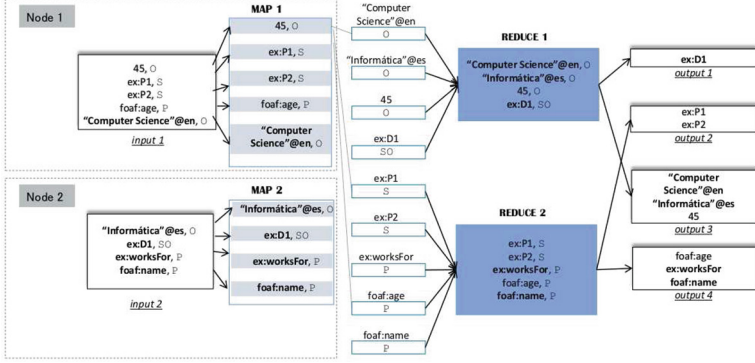 Node 1
45, O
ex:P1, S
ex:P2, S
foaf:age, P
"Computer Science"@en, O
input 1
MAP 1
45, O
ex:P1, S
ex:P2, S
foaf:age, P
"Computer
Science"@en, O
Node 2
"Informática"@es, O
ex:D1, SO
ex:worksFor, P
foaf:name, P
input 2
MAP 2
"Informática"@es, O
ex:D1, SO
ex:worksFor, P
foaf:name, P
"Computer
Science"@en
O
"Informática"@es
O
45
O
ex:D1
SO
ex:P1
S
ex:P2
S
ex:worksFor
P
foaf:age
P
foaf:name
P
REDUCE 1
"Computer Science"@en, O
"Informática"@es, O
45, O
ex:D1, SO
REDUCE 2
ex:P1, S
ex:P2, S
ex:worksFor, P
foaf:age, P
foaf:name, P
ex:D1
output 1
ex:P1
ex:P2
output 2
"Computer
Science"@en
"Informática"@es
45
output 3
foaf:age
ex:worksFor
foaf:name
output 4